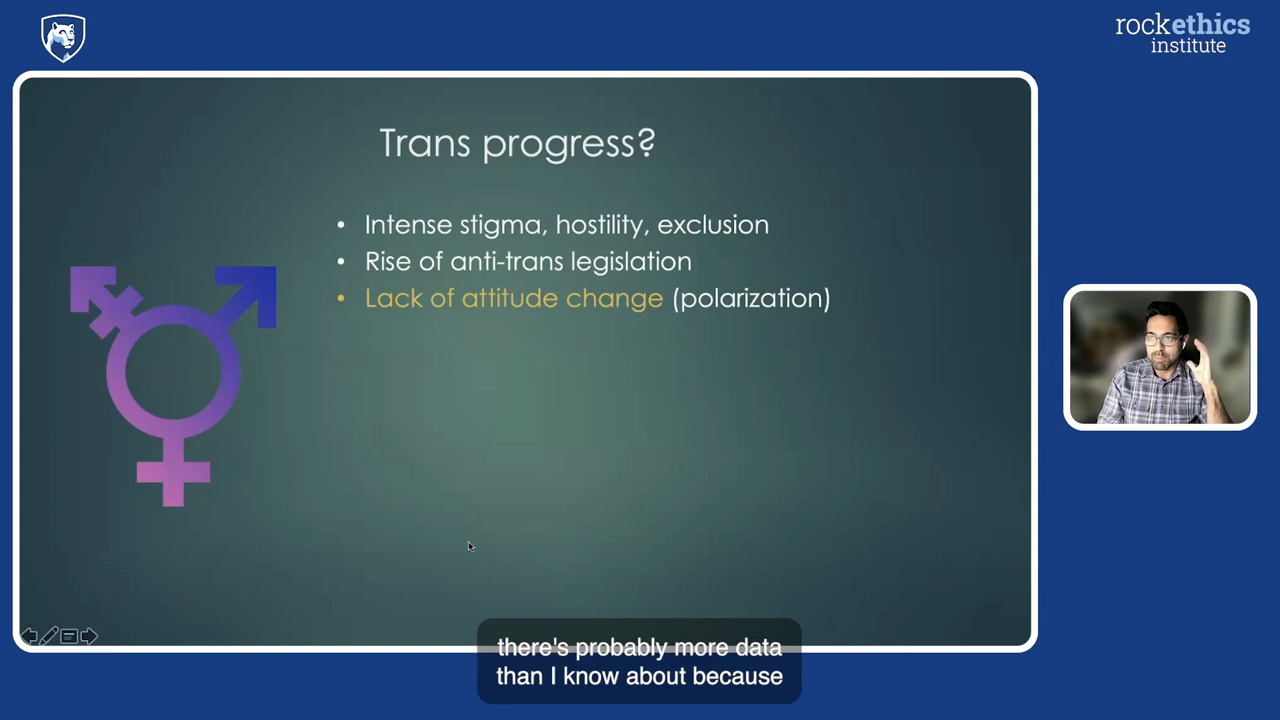 rockethics
institute
Trans progress?
• Intense stigma, hostility, exclusion
• Rise of anti-trans legislation
• Lack of attitude change (polarization)
there's probably more data
than I know about because